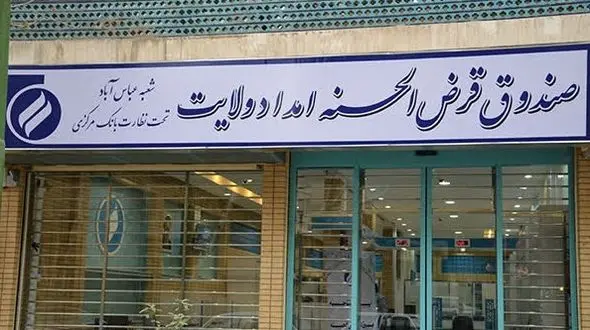 صندوق قرض الحسنه امداد ولایت
شعبه عباس آباد
تحت نظارت بانک مرکزی